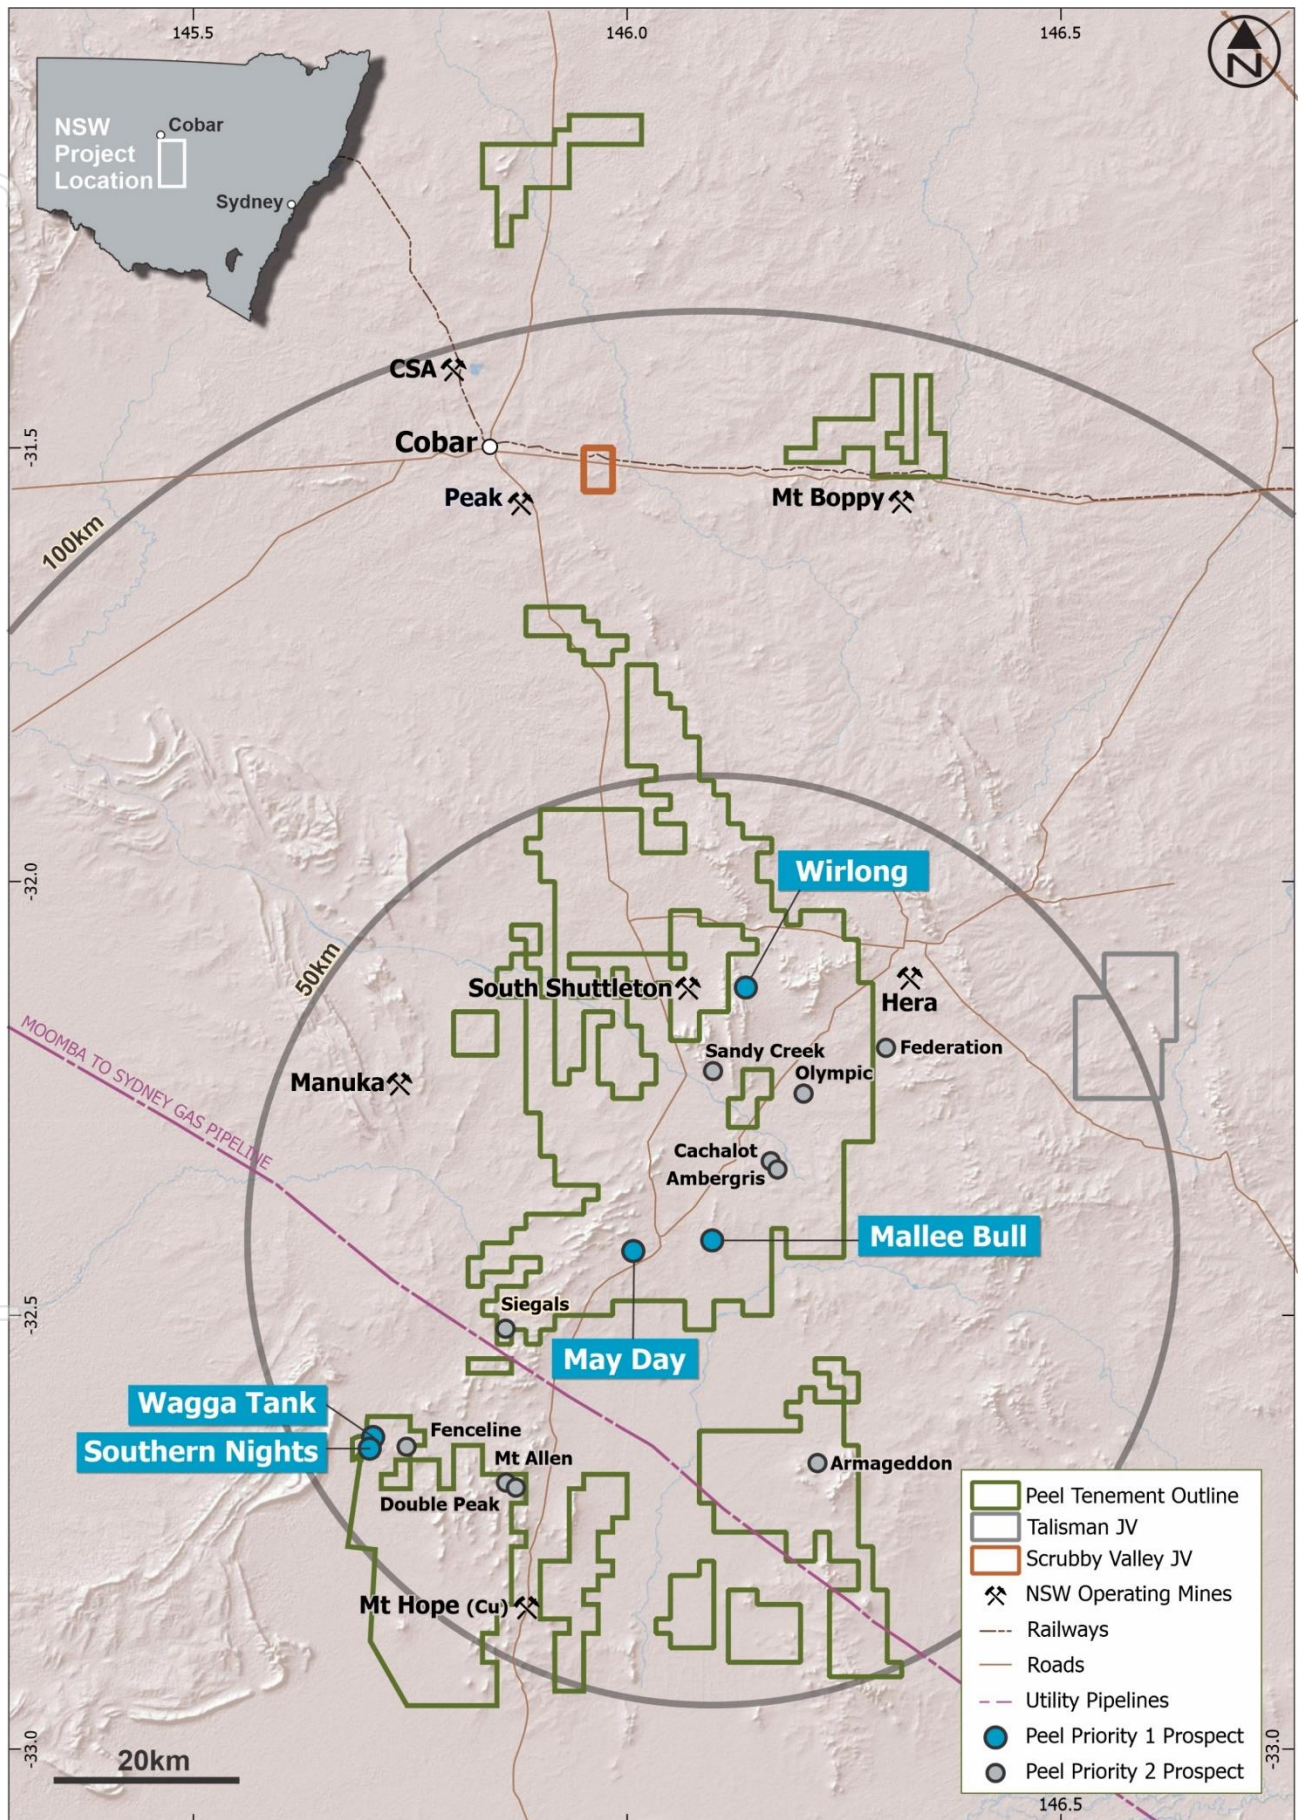 145.5
146.0
146.5
N
NSW
Project
Location
Cobar
Sydney
CSA
Cobar
-31.5
Peak
Mt Boppy
100km
-32.0
Wirlong
50km
South Shuttleton
Hera
MOOMBA TO SYDNEY GAS PIPELINE
Manuka
Sandy Creek
Federation
Olympic
Cachalot
Ambergris
Mallee Bull
-32.5
Siegals
May Day
Wagga Tank
Southern Nights
Fenceline
Mt Allen
Double Peak
Armageddon
Mt Hope (Cu)
Peel Tenement Outline
Talisman JV
Scrubby Valley JV
NSW Operating Mines
Railways
Roads
Utility Pipelines
Peel Priority 1 Prospect
Peel Priority 2 Prospect
-33.0
-33.0
20km
146.5